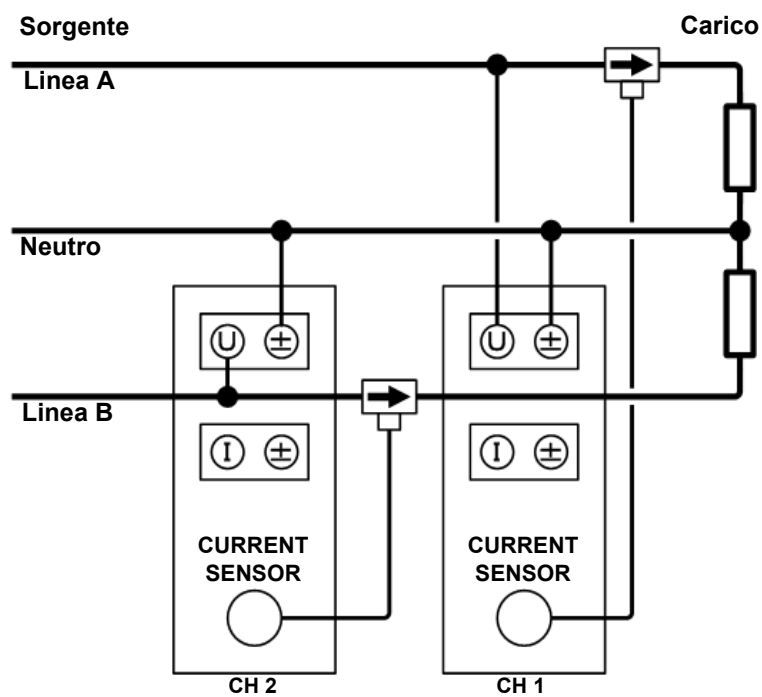 Sorgente
Carico
Linea A
Neutro
U ± U ±
Linea B
I ± I ±
CURRENT SENSOR
CURRENT SENSOR
CH 2
CH 1